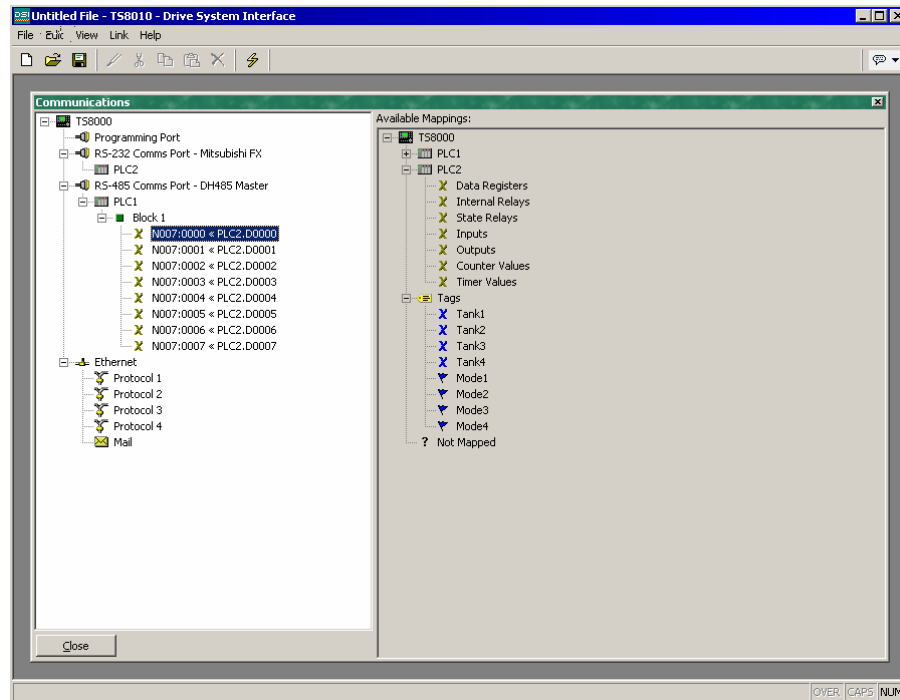 DSI Untitled File - TS8010 - Drive System Interface
File Edit View Link Help
Communications
TS8000
Programming Port
RS-232 Comms Port - Mitsubishi FX
PLC2
RS-485 Comms Port - DH485 Master
PLC1
Block 1
N007:0000 « PLC2.D0000
N007:0001 « PLC2.D0001
N007:0002 « PLC2.D0002
N007:0003 « PLC2.D0003
N007:0004 « PLC2.D0004
N007:0005 « PLC2.D0005
N007:0006 « PLC2.D0006
N007:0007 « PLC2.D0007
Ethernet
Protocol 1
Protocol 2
Protocol 3
Protocol 4
Mail
Close
Available Mappings:
TS8000
PLC1
PLC2
Data Registers
Internal Relays
State Relays
Inputs
Outputs
Counter Values
Timer Values
Tags
Tank1
Tank2
Tank3
Tank4
Mode1
Mode2
Mode3
Mode4
? Not Mapped
OVER CAPS NUM